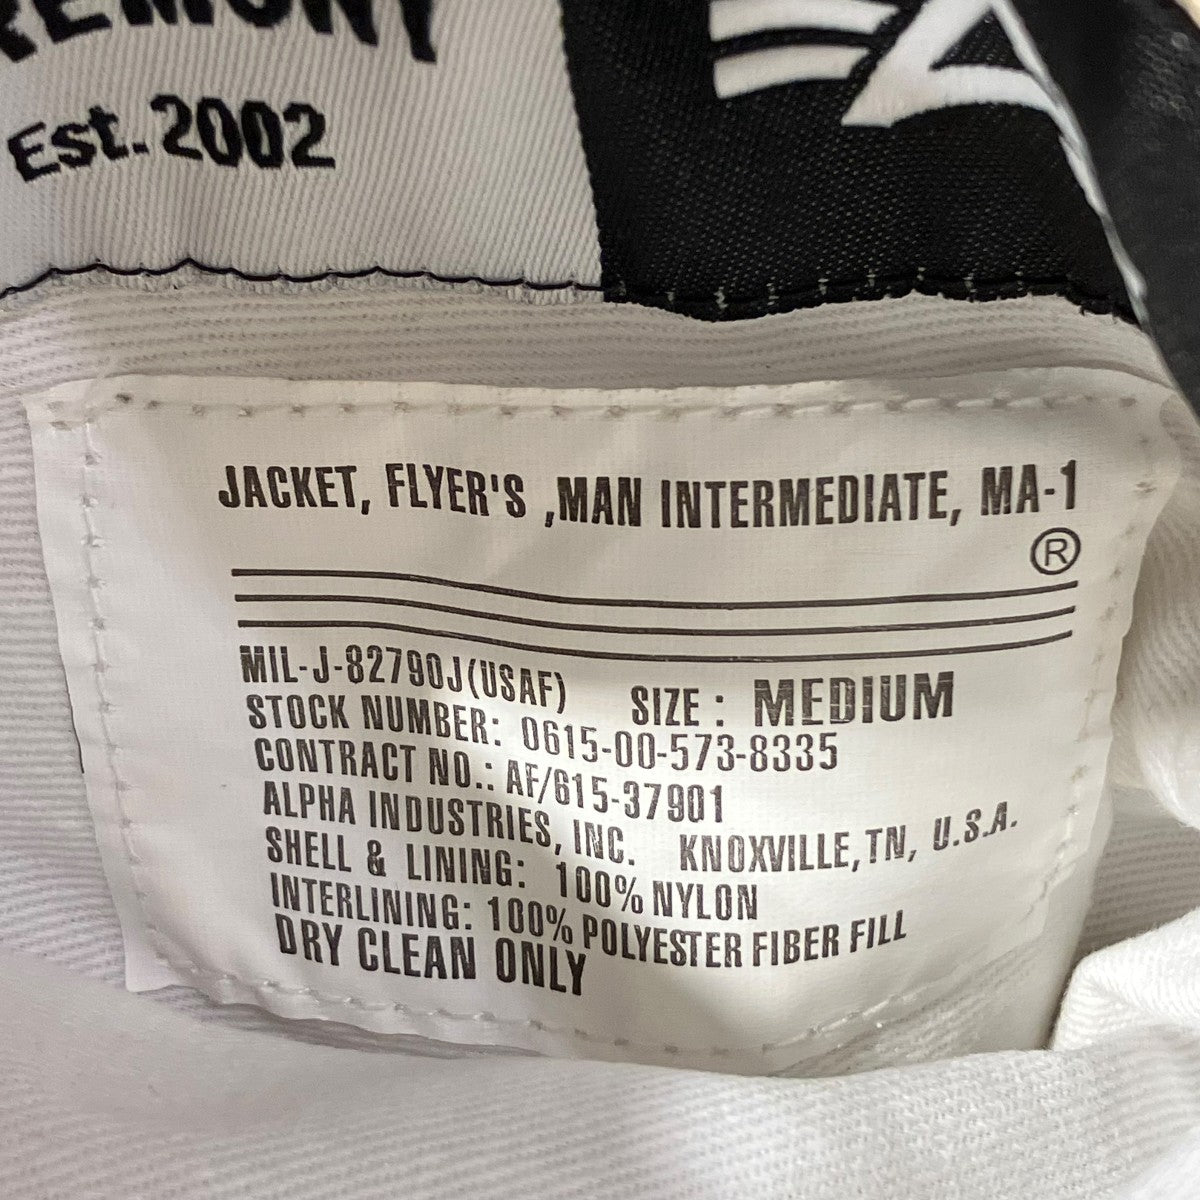 Est. 2002
JACKET, FLYER'S ,MAN INTERMEDIATE, MA-1
®
MIL-J-82790J(USAF) SIZE : MEDIUM
STOCK NUMBER: 0615-00-573-8335
CONTRACT NO.: AF/615-37901
ALPHA INDUSTRIES, INC. KNOXVILLE,TN, U.S.A.
SHELL & LINING: 100% NYLON
INTERLINING: 100% POLYESTER FIBER FILL
DRY CLEAN ONLY